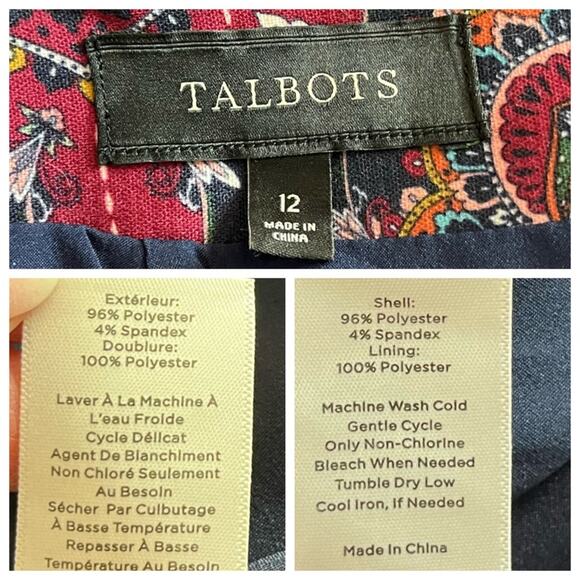 TALBOTS
12
MADE IN
CHINA
Extérieur:
96% Polyester
4% Spandex
Doublure:
100% Polyester
Laver À La Machine À
L'eau Froide
Cycle Délicat
Agent De Blanchiment
Non Chloré Seulement
Au Besoin
Sécher Par Culbutage
À Basse Température
Repasser À Basse
Température Au Besoin
Shell:
96% Polyester
4% Spandex
Lining:
100% Polyester
Machine Wash Cold
Gentle Cycle
Only Non-Chlorine
Bleach When Needed
Tumble Dry Low
Cool Iron, If Needed
Made In China